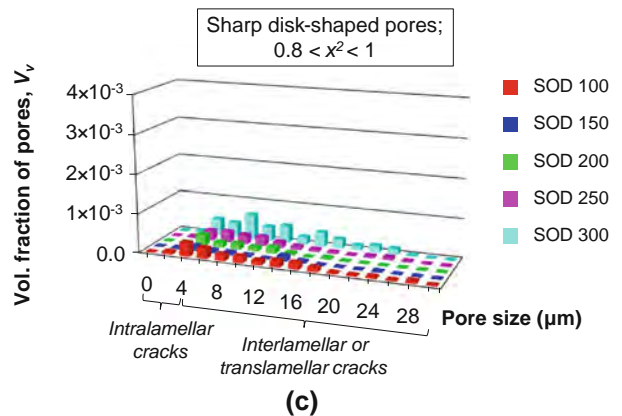 Sharp disk-shaped pores;
0.8 < x² < 1
Vol. fraction of pores, Vᵥ
4×10⁻³
3×10⁻³
2×10⁻³
1×10⁻³
0.0
SOD 100
SOD 150
SOD 200
SOD 250
SOD 300
0 4 8 12 16 20 24 28
Pore size (µm)
Intralamellar
cracks
Interlamellar or
translamellar cracks
(c)